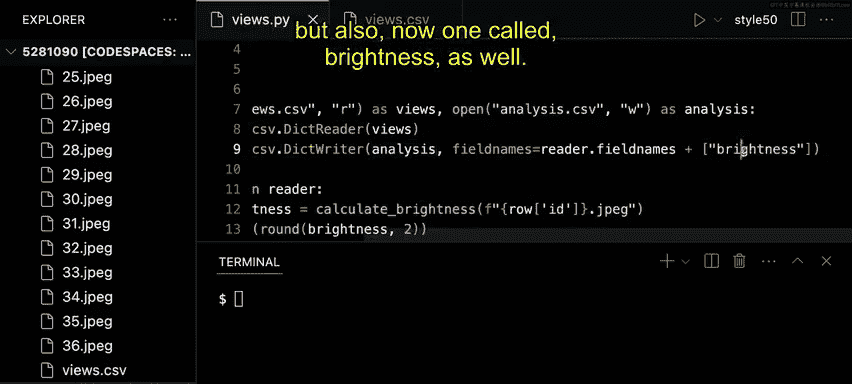 EXPLORER
views.py
views.csv
style50
but also, now one called,
brightness, as well.
5281090 [CODESPACES: ...
25.jpeg
26.jpeg
27.jpeg
28.jpeg
29.jpeg
30.jpeg
31.jpeg
32.jpeg
33.jpeg
34.jpeg
35.jpeg
36.jpeg
views.csv
4
5
6
7 ews.csv", "r") as views, open("analysis.csv", "w") as analysis:
8 csv.DictReader(views)
9 csv.DictWriter(analysis, fieldnames=reader.fieldnames + ["brightness"])
10
11 n reader:
12 tness = calculate_brightness(f"{row['id']}.jpeg")
13 (round(brightness, 2))
TERMINAL
$